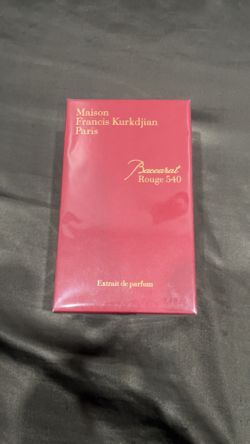 Maison
Francis Kurkdjian
Paris
Baccarat
Rouge 540
Extrait de parfum